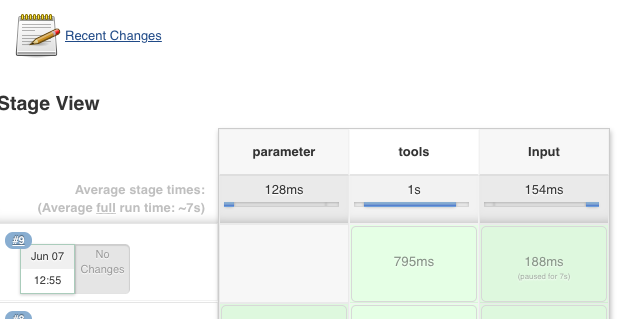 Recent Changes
Stage View
parameter tools Input
Average stage times: 128ms 1s 154ms
(Average full run time: ~7s)
#9
Jun 07 No
Changes
12:55
795ms 188ms
(paused for 7s)